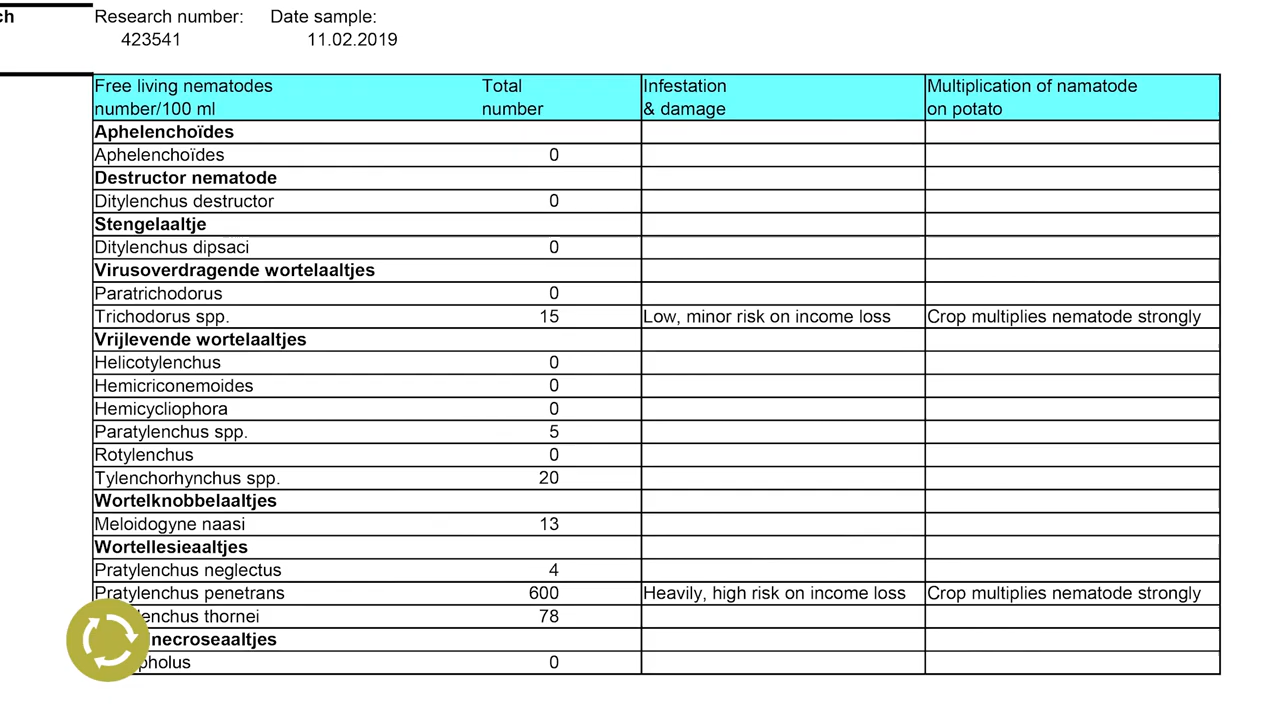 ch
Research number: Date sample:
423541 11.02.2019
Free living nematodes Total Infestation Multiplication of namatode
number/100 ml number & damage on potato
Aphelenchoïdes
Aphelenchoïdes 0
Destructor nematode
Ditylenchus destructor 0
Stengelaaltje
Ditylenchus dipsaci 0
Virusoverdragende wortelaaltjes
Paratrichodorus 0
Trichodorus spp. 15 Low, minor risk on income loss Crop multiplies nematode strongly
Vrijlevende wortelaaltjes
Helicotylenchus 0
Hemicriconemoides 0
Hemicycliophora 0
Paratylenchus spp. 5
Rotylenchus 0
Tylenchorhynchus spp. 20
Wortelknobbelaaltjes
Meloidogyne naasi 13
Wortellesieaaltjes
Pratylenchus neglectus 4
Pratylenchus penetrans 600 Heavily, high risk on income loss Crop multiplies nematode strongly
enchus thornei 78
necroseaaltjes
pholus 0